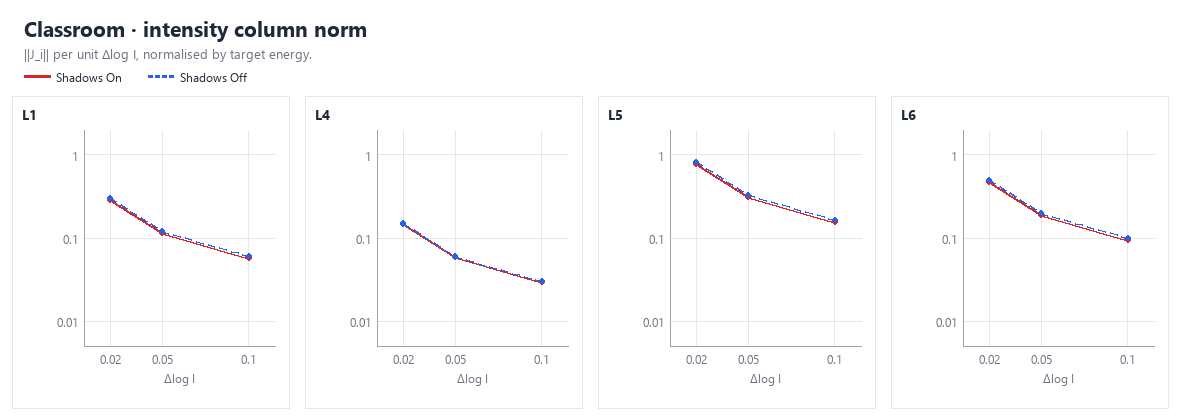 Classroom · intensity column norm
||J_i|| per unit Δlog I, normalised by target energy.
Shadows On Shadows Off
L1
1
0.1
0.01
0.02 0.05 0.1
Δlog I
L4
1
0.1
0.01
0.02 0.05 0.1
Δlog I
L5
1
0.1
0.01
0.02 0.05 0.1
Δlog I
L6
1
0.1
0.01
0.02 0.05 0.1
Δlog I